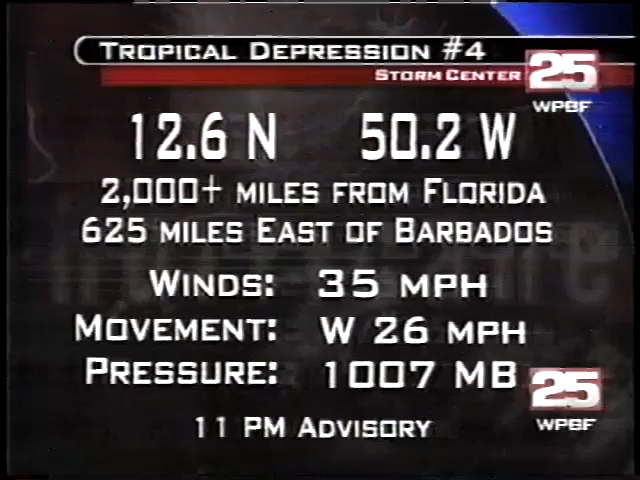 Tropical Depression #4
Storm Center 25
WPBF
12.6 N 50.2 W
2,000+ miles from Florida
625 miles East of Barbados
Winds: 35 mph
Movement: W 26 mph
Pressure: 1007 MB
25
WPBF
11 PM Advisory